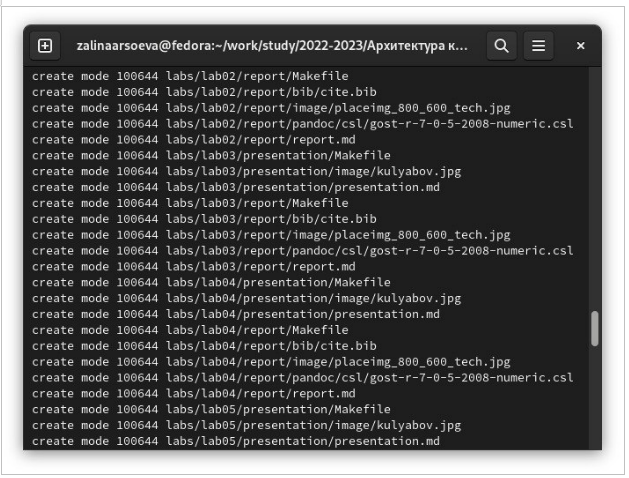 zalinaarsoeva@fedora:~/work/study/2022-2023/Архитектура к...
create mode 100644 labs/lab02/report/Makefile
create mode 100644 labs/lab02/report/bib/cite.bib
create mode 100644 labs/lab02/report/image/placeimg_800_600_tech.jpg
create mode 100644 labs/lab02/report/pandoc/csl/gost-r-7-0-5-2008-numeric.csl
create mode 100644 labs/lab02/report/report.md
create mode 100644 labs/lab03/presentation/Makefile
create mode 100644 labs/lab03/presentation/image/kulyabov.jpg
create mode 100644 labs/lab03/presentation/presentation.md
create mode 100644 labs/lab03/report/Makefile
create mode 100644 labs/lab03/report/bib/cite.bib
create mode 100644 labs/lab03/report/image/placeimg_800_600_tech.jpg
create mode 100644 labs/lab03/report/pandoc/csl/gost-r-7-0-5-2008-numeric.csl
create mode 100644 labs/lab03/report/report.md
create mode 100644 labs/lab04/presentation/Makefile
create mode 100644 labs/lab04/presentation/image/kulyabov.jpg
create mode 100644 labs/lab04/presentation/presentation.md
create mode 100644 labs/lab04/report/Makefile
create mode 100644 labs/lab04/report/bib/cite.bib
create mode 100644 labs/lab04/report/image/placeimg_800_600_tech.jpg
create mode 100644 labs/lab04/report/pandoc/csl/gost-r-7-0-5-2008-numeric.csl
create mode 100644 labs/lab04/report/report.md
create mode 100644 labs/lab05/presentation/Makefile
create mode 100644 labs/lab05/presentation/image/kulyabov.jpg
create mode 100644 labs/lab05/presentation/presentation.md